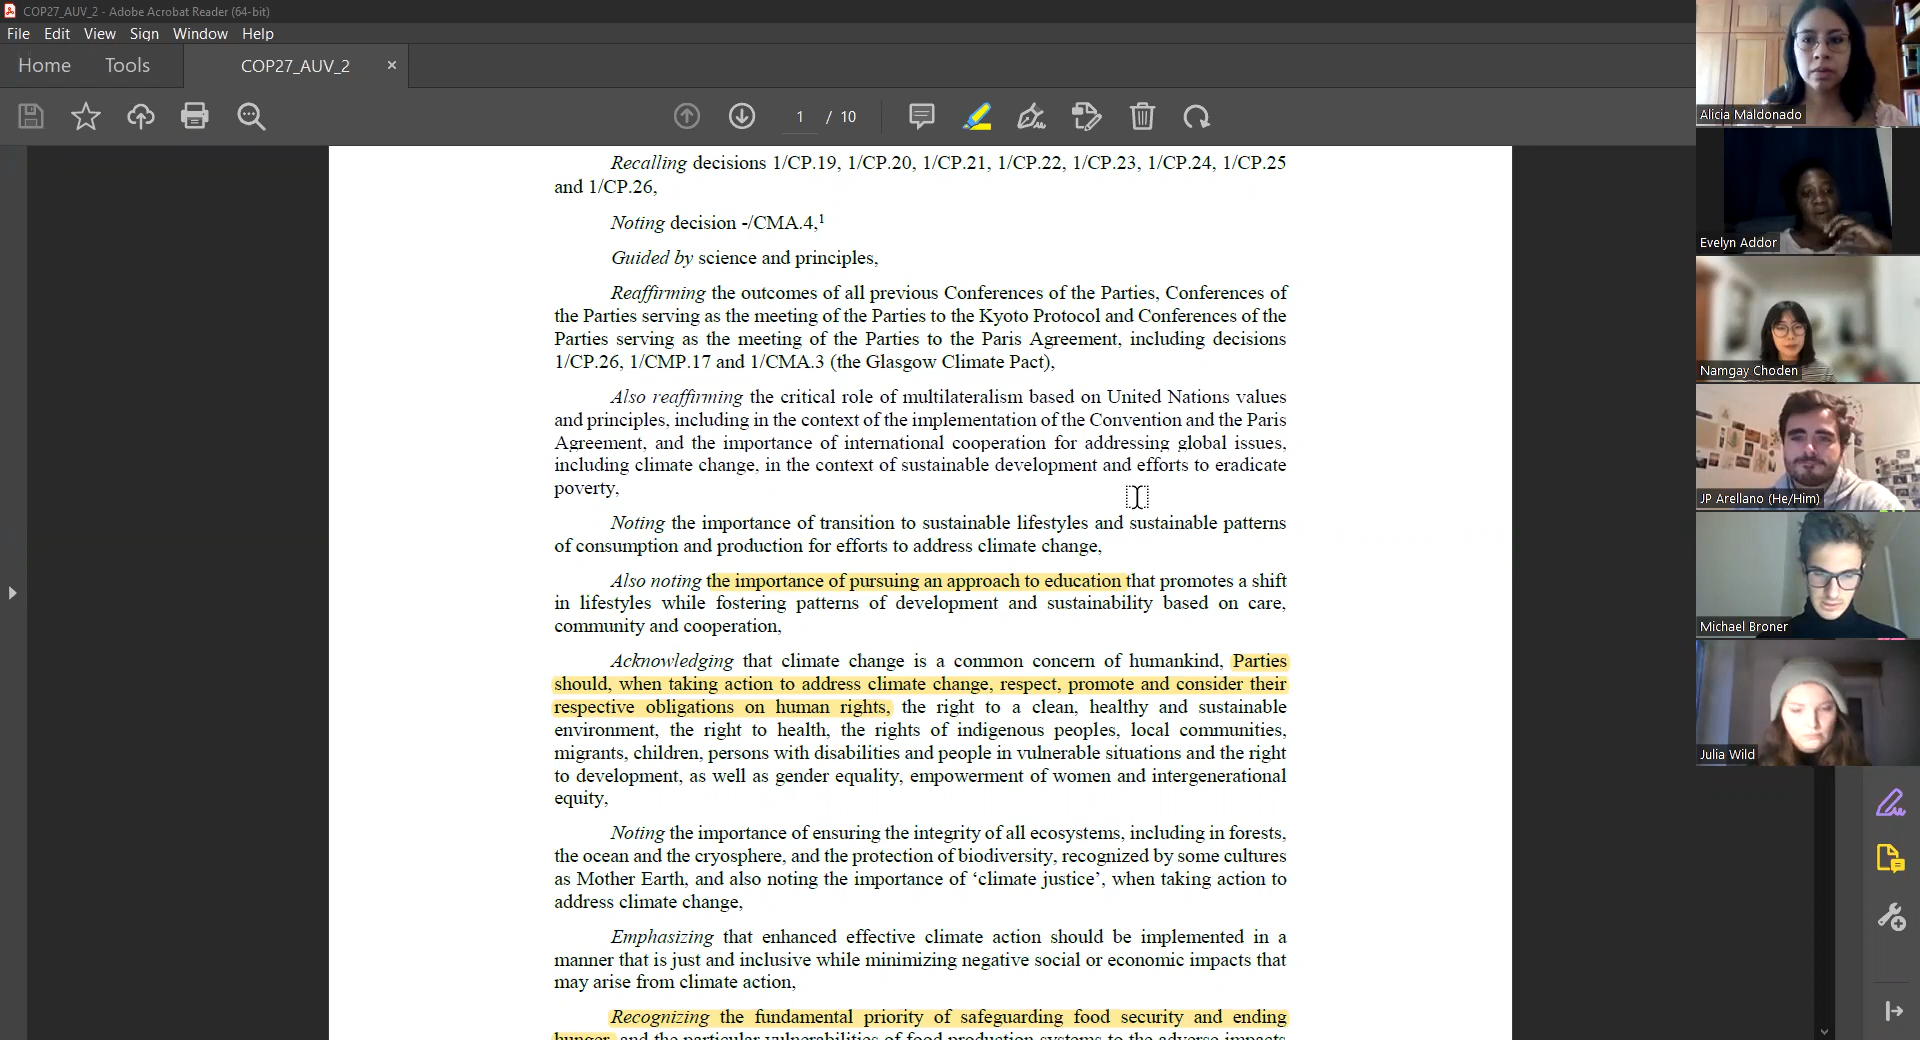 COP27_AUV_2 - Adobe Acrobat Reader (64-bit)
File Edit View Sign Window Help
Home Tools COP27_AUV_2 ×
1 / 10
Recalling decisions 1/CP.19, 1/CP.20, 1/CP.21, 1/CP.22, 1/CP.23, 1/CP.24, 1/CP.25
and 1/CP.26,
Noting decision -/CMA.4,¹
Guided by science and principles,
Reaffirming the outcomes of all previous Conferences of the Parties, Conferences of
the Parties serving as the meeting of the Parties to the Kyoto Protocol and Conferences of the
Parties serving as the meeting of the Parties to the Paris Agreement, including decisions
1/CP.26, 1/CMP.17 and 1/CMA.3 (the Glasgow Climate Pact),
Also reaffirming the critical role of multilateralism based on United Nations values
and principles, including in the context of the implementation of the Convention and the Paris
Agreement, and the importance of international cooperation for addressing global issues,
including climate change, in the context of sustainable development and efforts to eradicate
poverty,
Noting the importance of transition to sustainable lifestyles and sustainable patterns
of consumption and production for efforts to address climate change,
Also noting the importance of pursuing an approach to education that promotes a shift
in lifestyles while fostering patterns of development and sustainability based on care,
community and cooperation,
Acknowledging that climate change is a common concern of humankind, Parties
should, when taking action to address climate change, respect, promote and consider their
respective obligations on human rights, the right to a clean, healthy and sustainable
environment, the right to health, the rights of indigenous peoples, local communities,
migrants, children, persons with disabilities and people in vulnerable situations and the right
to development, as well as gender equality, empowerment of women and intergenerational
equity,
Noting the importance of ensuring the integrity of all ecosystems, including in forests,
the ocean and the cryosphere, and the protection of biodiversity, recognized by some cultures
as Mother Earth, and also noting the importance of ‘climate justice’, when taking action to
address climate change,
Emphasizing that enhanced effective climate action should be implemented in a
manner that is just and inclusive while minimizing negative social or economic impacts that
may arise from climate action,
Recognizing the fundamental priority of safeguarding food security and ending
hunger, and the particular vulnerabilities of food production systems to the adverse impacts
Alicia Maldonado
Evelyn Addor
Namgay Choden
JP Arellano (He/Him)
Michael Broner
Julia Wild